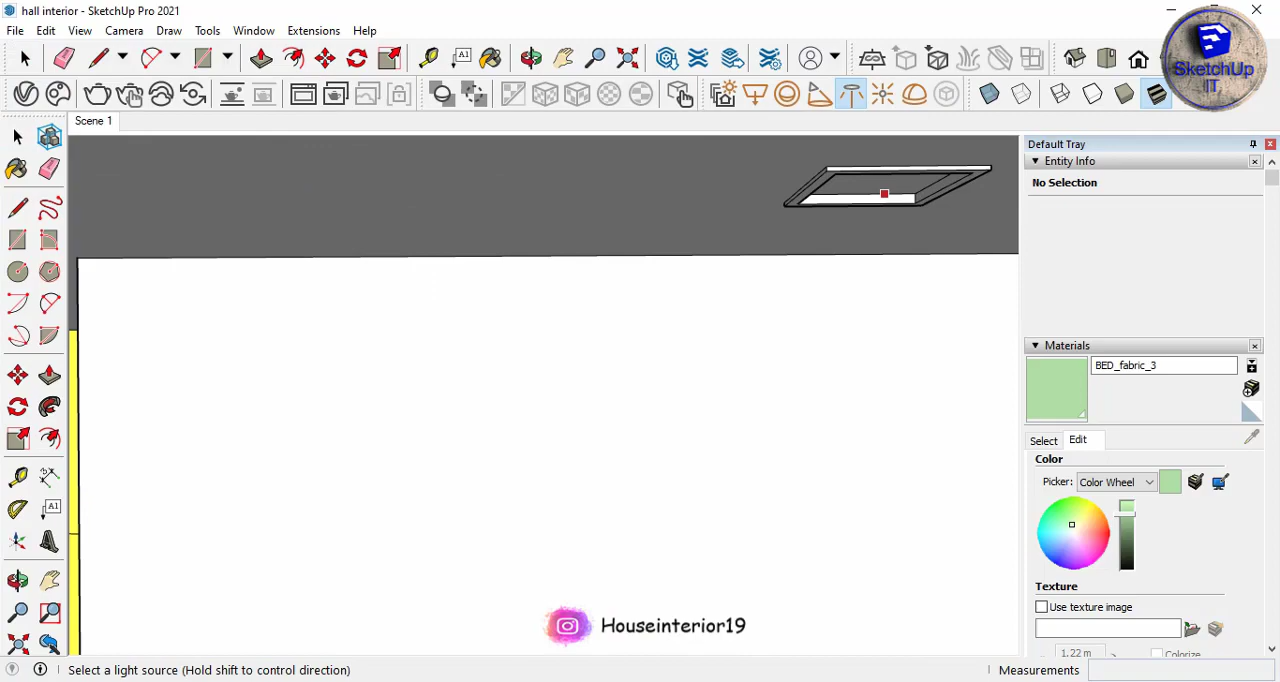 hall interior - SketchUp Pro 2021
File Edit View Camera Draw Tools Window Extensions Help
SketchUp
IT
A1
Scene 1
Default Tray
Entity Info
No Selection
Materials
BED_fabric_3
Select Edit
Color
Picker: Color Wheel
Texture
Use texture image
1.22 m Colorize
A1
Houseinterior19
Select a light source (Hold shift to control direction) Measurements